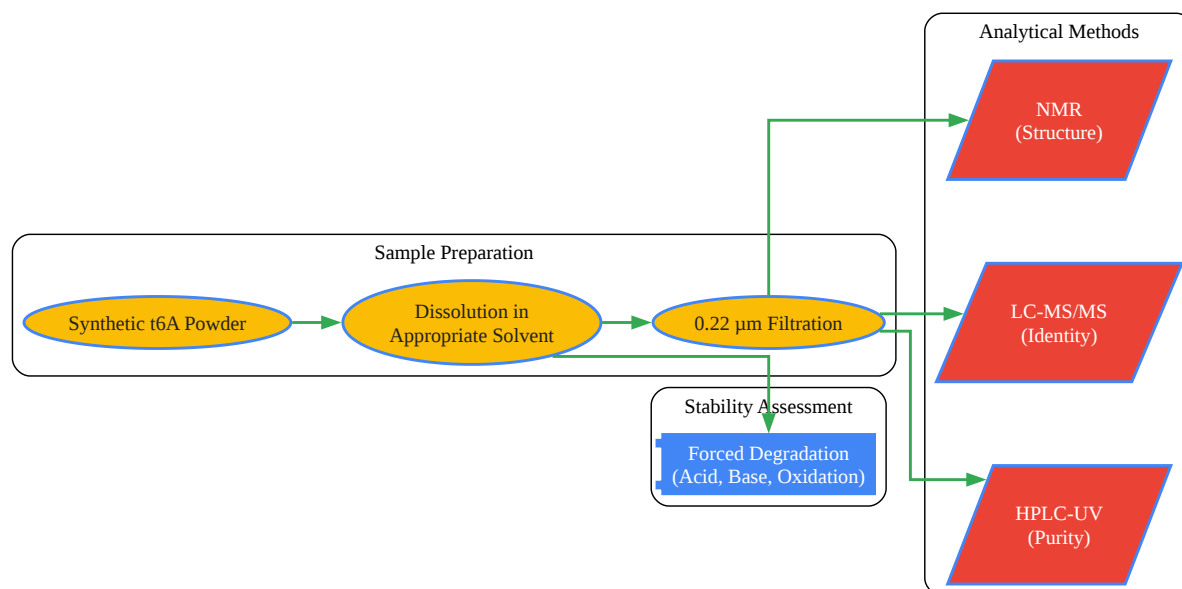 Analytical Methods
NMR
(Structure)
Sample Preparation
Synthetic t6A Powder
Dissolution in
Appropriate Solvent
0.22 µm Filtration
LC-MS/MS
(Identity)
Stability Assessment
Forced Degradation
(Acid, Base, Oxidation)
HPLC-UV
(Purity)